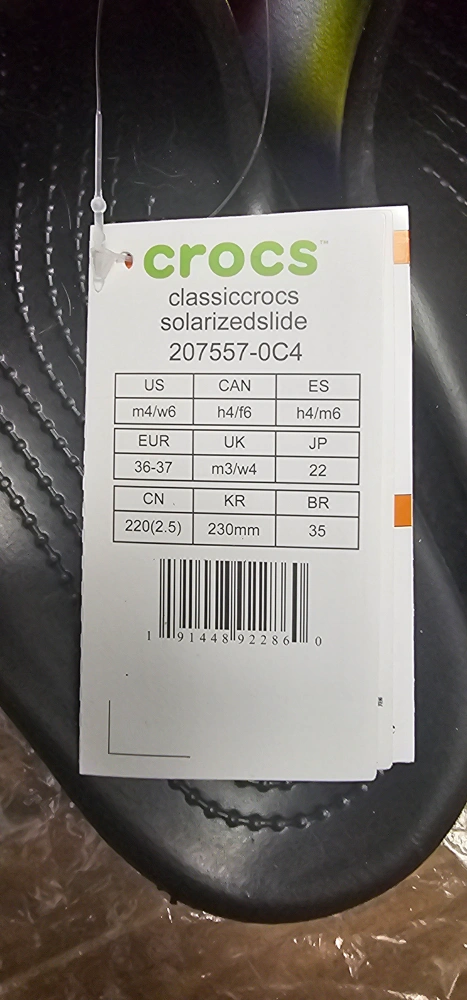 crocs™
classiccrocs
solarizedslide
207557-0C4
US CAN ES
m4/w6 h4/f6 h4/m6
EUR UK JP
36-37 m3/w4 22
CN KR BR
220(2.5) 230mm 35
1 91448 92286 0